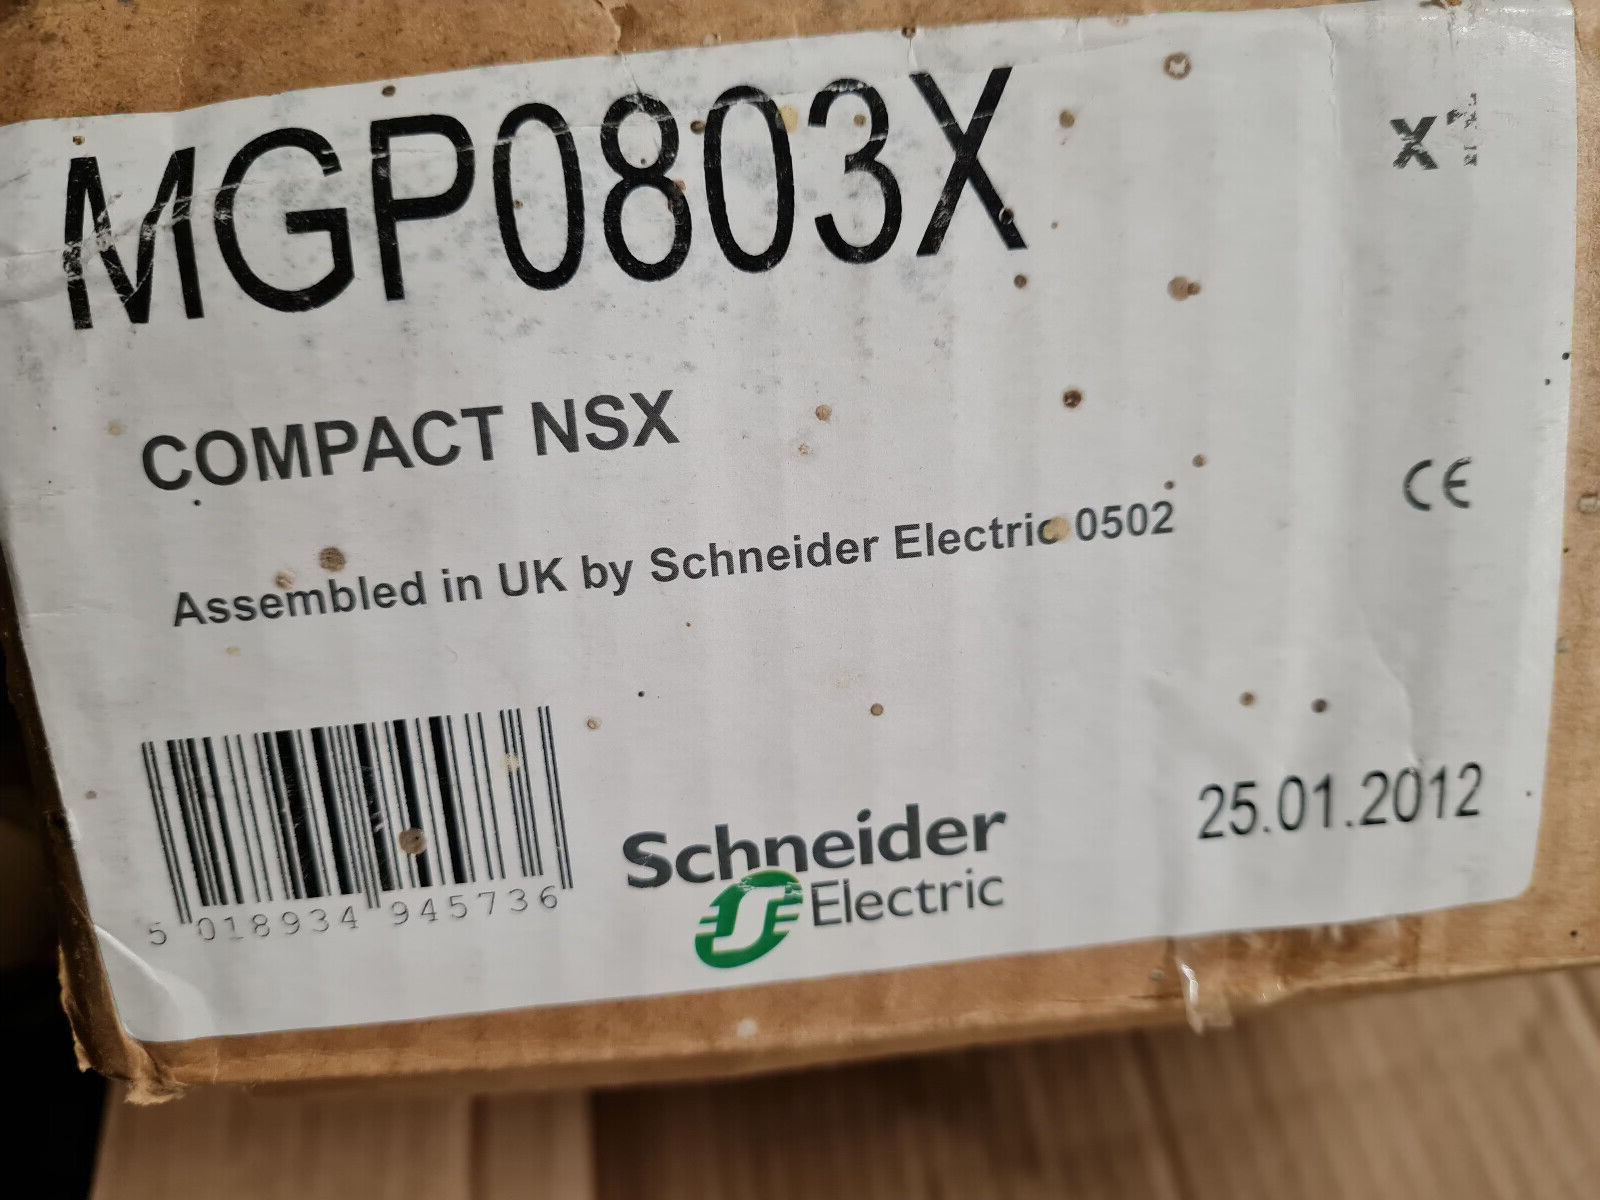 MGP0803X
COMPACT NSX
CE
Assembled in UK by Schneider Electric 0502
25.01.2012
5 018934 945736
Schneider
Electric